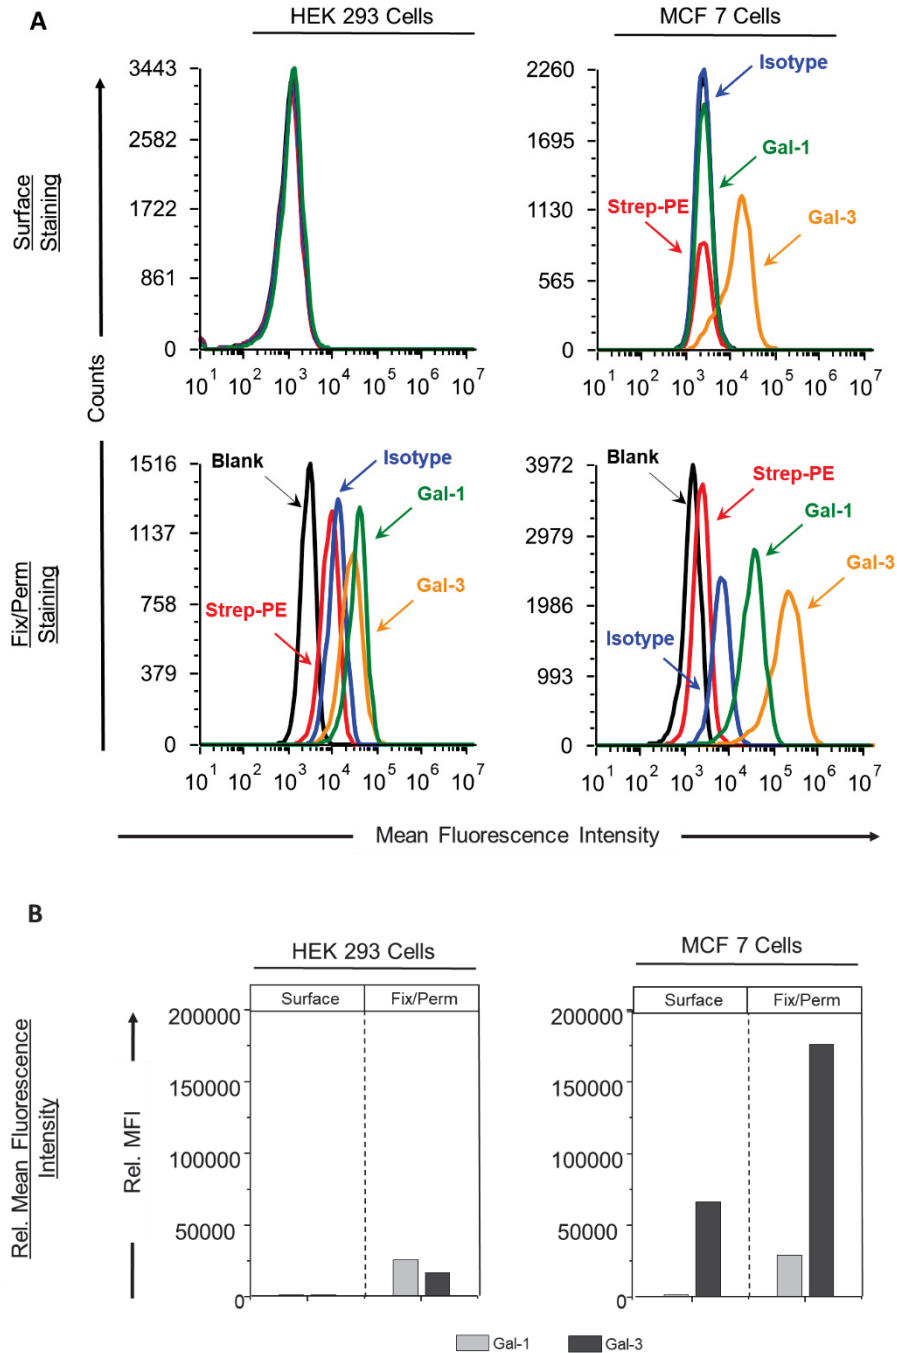 A
HEK 293 Cells
MCF 7 Cells
Surface
Staining
Counts
3443
2582
1722
861
0
10^1 10^2 10^3 10^4 10^5 10^6 10^7
2260
1695
1130
565
0
Isotype
Gal-1
Strep-PE
Gal-3
10^1 10^2 10^3 10^4 10^5 10^6 10^7
Fix/Perm
Staining
1516
1137
758
379
0
Blank
Isotype
Gal-1
Strep-PE
Gal-3
10^1 10^2 10^3 10^4 10^5 10^6 10^7
3972
2979
1986
993
0
Blank
Strep-PE
Gal-1
Gal-3
Isotype
10^1 10^2 10^3 10^4 10^5 10^6 10^7
Mean Fluorescence Intensity
B
HEK 293 Cells
MCF 7 Cells
Rel. Mean Fluorescence
Intensity
Rel. MFI
Surface Fix/Perm
200000
150000
100000
50000
0
Surface Fix/Perm
200000
150000
100000
50000
0
Gal-1 Gal-3